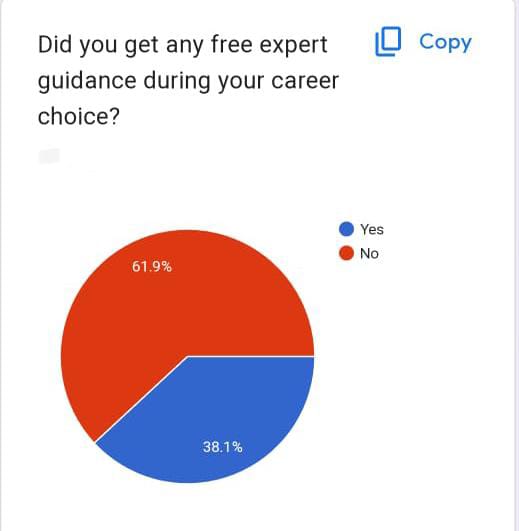 Did you get any free expert
guidance during your career
choice?
Copy
Yes
No
61.9%
38.1%